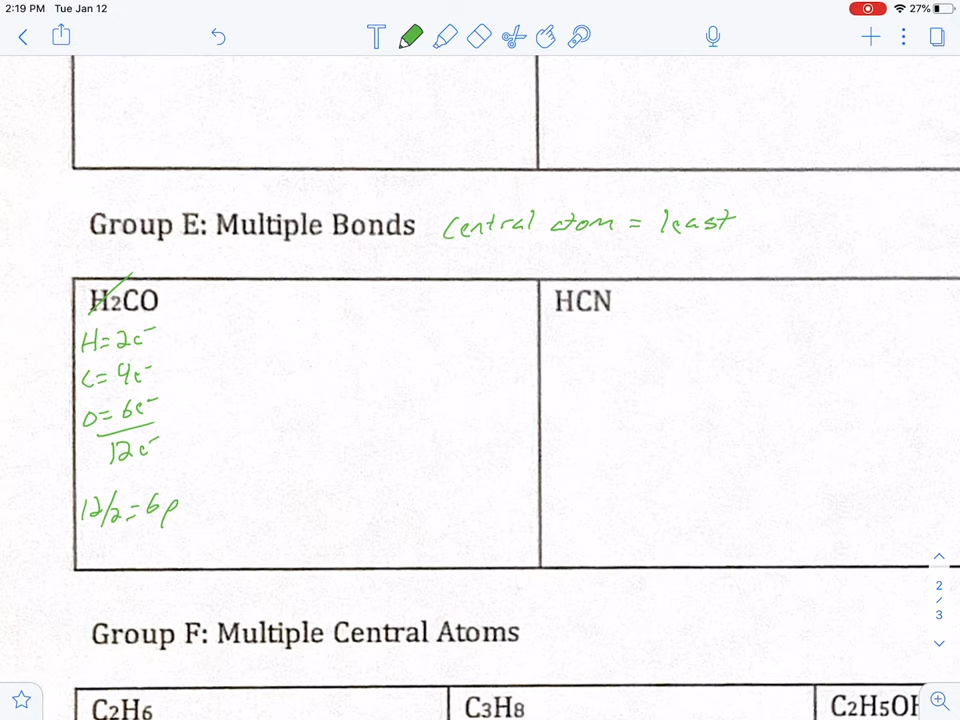 2:19 PM Tue Jan 12
27%
T
Group E: Multiple Bonds central atom = least
H2CO
HCN
H=2e-
C=4e-
O=6e-
12e-
12/2=6p
2
3
Group F: Multiple Central Atoms
C2H6
C3H8
C2H5OH